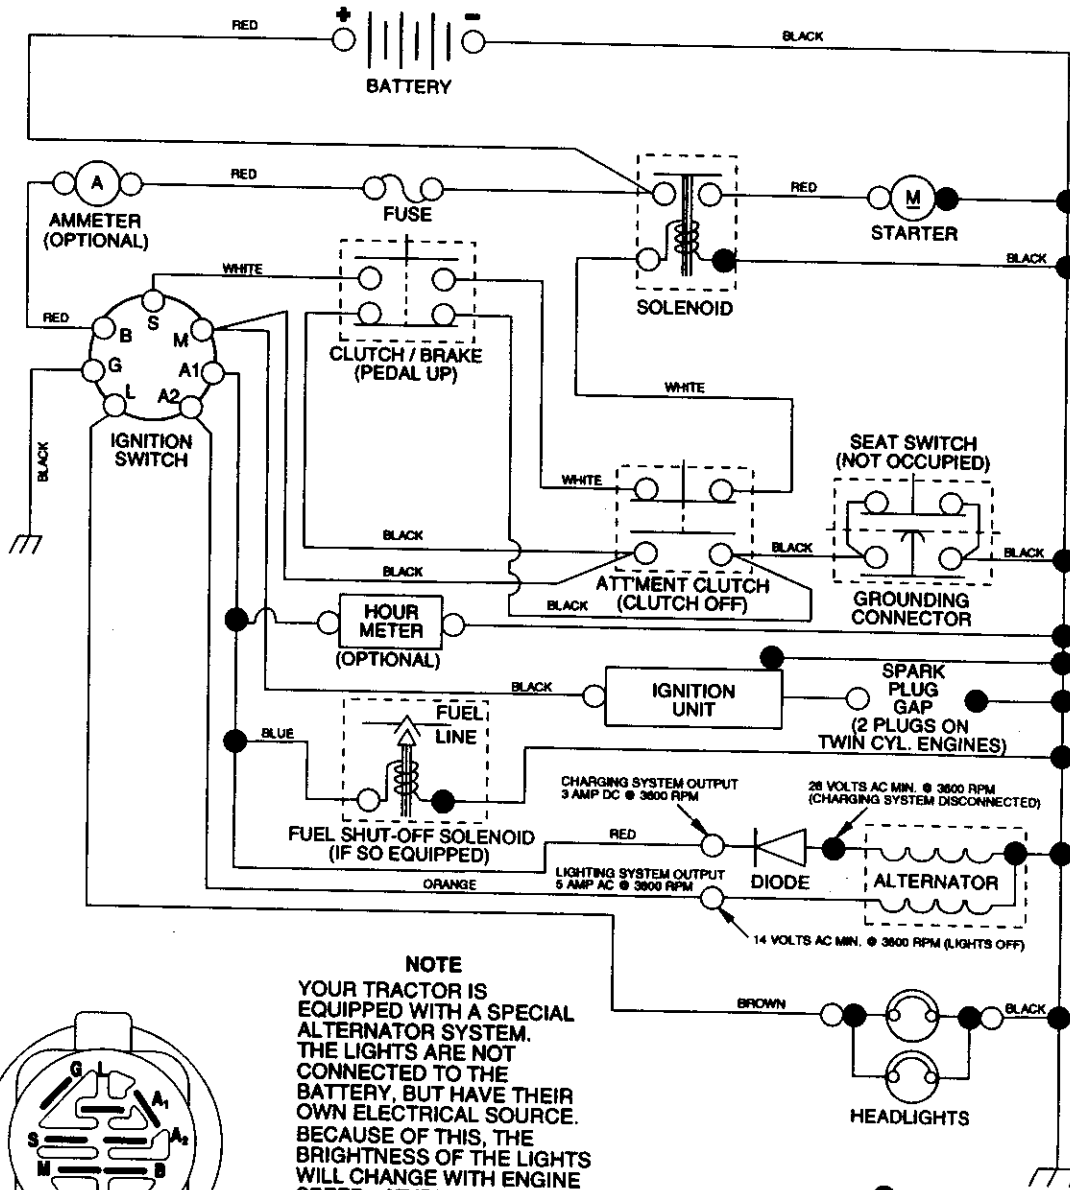 + -
RED
BLACK
BATTERY
A
RED
RED
M
AMMETER
(OPTIONAL)
FUSE
STARTER
WHITE
BLACK
SOLENOID
RED
S
B
M
G
A1
L
A2
CLUTCH / BRAKE
(PEDAL UP)
IGNITION
SWITCH
BLACK
WHITE
SEAT SWITCH
(NOT OCCUPIED)
WHITE
BLACK
BLACK
BLACK
BLACK
ATT'MENT CLUTCH
(CLUTCH OFF)
BLACK
GROUNDING
CONNECTOR
HOUR
METER
(OPTIONAL)
BLACK
IGNITION
UNIT
SPARK
PLUG
GAP
(2 PLUGS ON
TWIN CYL. ENGINES)
BLUE
FUEL
LINE
FUEL SHUT-OFF SOLENOID
(IF SO EQUIPPED)
CHARGING SYSTEM OUTPUT
3 AMP DC @ 3600 RPM
28 VOLTS AC MIN. @ 3600 RPM
(CHARGING SYSTEM DISCONNECTED)
RED
DIODE
ALTERNATOR
LIGHTING SYSTEM OUTPUT
5 AMP AC @ 3600 RPM
ORANGE
14 VOLTS AC MIN. @ 3600 RPM (LIGHTS OFF)
BROWN
BLACK
HEADLIGHTS
NOTE
YOUR TRACTOR IS
EQUIPPED WITH A SPECIAL
ALTERNATOR SYSTEM.
THE LIGHTS ARE NOT
CONNECTED TO THE
BATTERY, BUT HAVE THEIR
OWN ELECTRICAL SOURCE.
BECAUSE OF THIS, THE
BRIGHTNESS OF THE LIGHTS
WILL CHANGE WITH ENGINE
G L
A1
S A2
M B